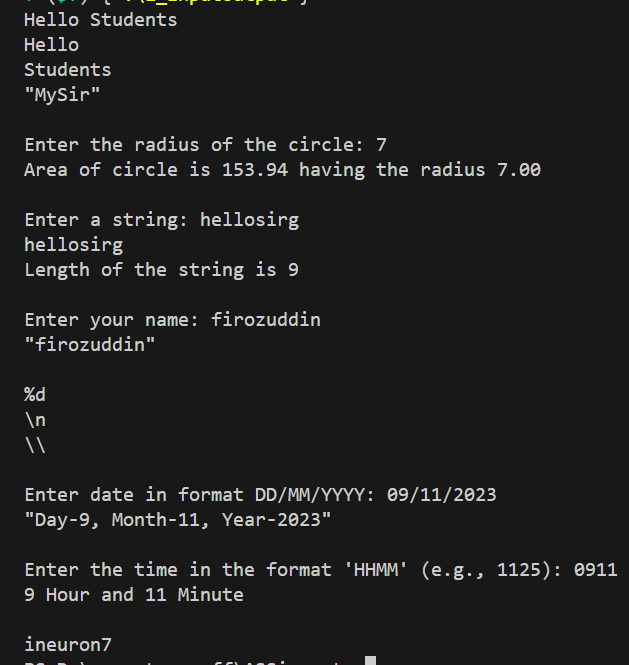 Hello Students
Hello
Students
"MySir"
Enter the radius of the circle: 7
Area of circle is 153.94 having the radius 7.00
Enter a string: hellosirg
hellosirg
Length of the string is 9
Enter your name: firozuddin
"firozuddin"
%d
\n
\\
Enter date in format DD/MM/YYYY: 09/11/2023
"Day-9, Month-11, Year-2023"
Enter the time in the format 'HHMM' (e.g., 1125): 0911
9 Hour and 11 Minute
ineuron7